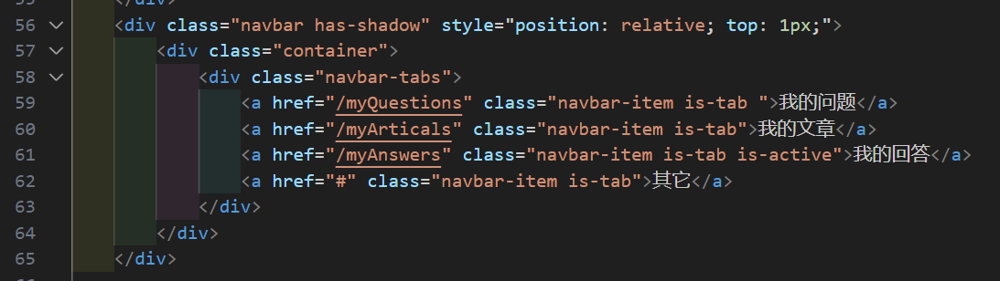 55 </div>
56 <div class="navbar has-shadow" style="position: relative; top: 1px;">
57 <div class="container">
58 <div class="navbar-tabs">
59 <a href="/myQuestions" class="navbar-item is-tab ">我的问题</a>
60 <a href="/myArticals" class="navbar-item is-tab">我的文章</a>
61 <a href="/myAnswers" class="navbar-item is-tab is-active">我的回答</a>
62 <a href="#" class="navbar-item is-tab">其它</a>
63 </div>
64 </div>
65 </div>